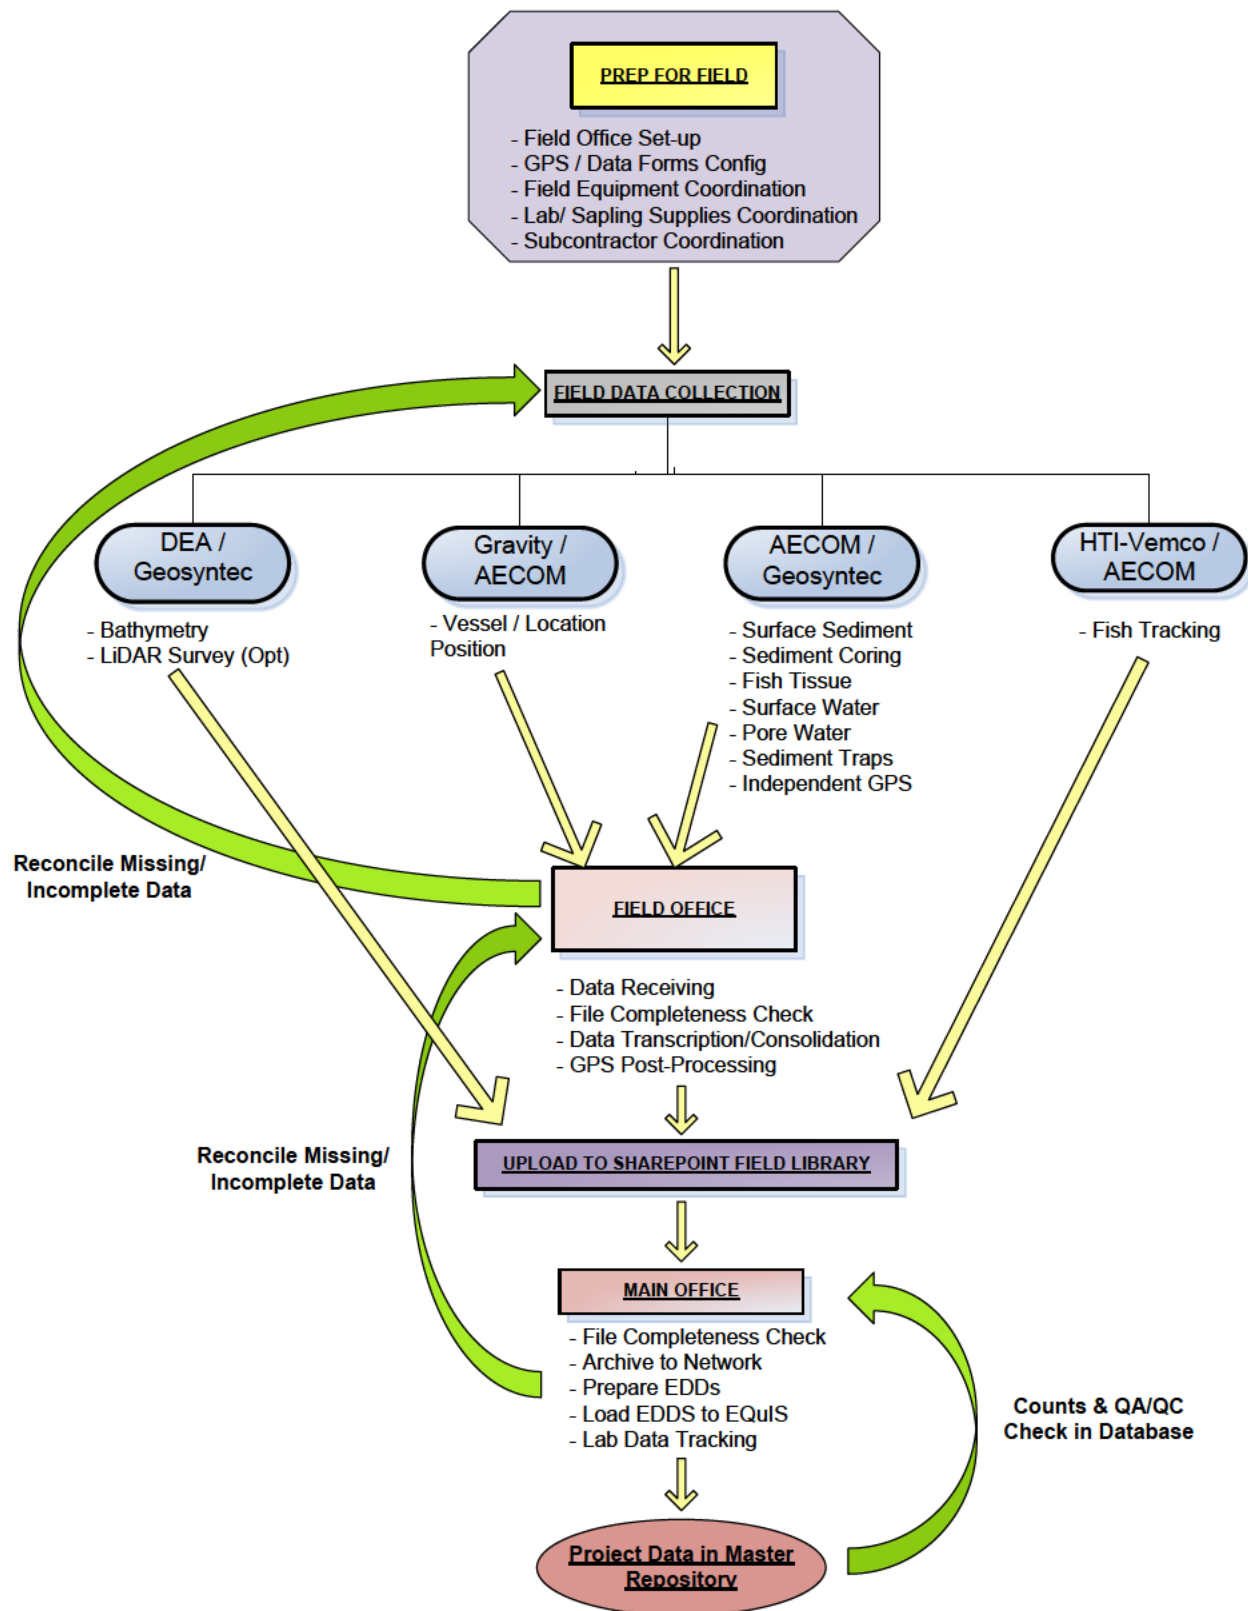 PREP FOR FIELD
- Field Office Set-up
- GPS / Data Forms Config
- Field Equipment Coordination
- Lab/ Sapling Supplies Coordination
- Subcontractor Coordination
FIELD DATA COLLECTION
DEA /
Geosyntec
- Bathymetry
- LiDAR Survey (Opt)
Gravity /
AECOM
- Vessel / Location
Position
AECOM /
Geosyntec
- Surface Sediment
- Sediment Coring
- Fish Tissue
- Surface Water
- Pore Water
- Sediment Traps
- Independent GPS
HTI-Vemco /
AECOM
- Fish Tracking
Reconcile Missing/
Incomplete Data
FIELD OFFICE
- Data Receiving
- File Completeness Check
- Data Transcription/Consolidation
- GPS Post-Processing
Reconcile Missing/
Incomplete Data
UPLOAD TO SHAREPOINT FIELD LIBRARY
MAIN OFFICE
- File Completeness Check
- Archive to Network
- Prepare EDDs
- Load EDDS to EQuIS
- Lab Data Tracking
Counts & QA/QC
Check in Database
Project Data in Master
Repository